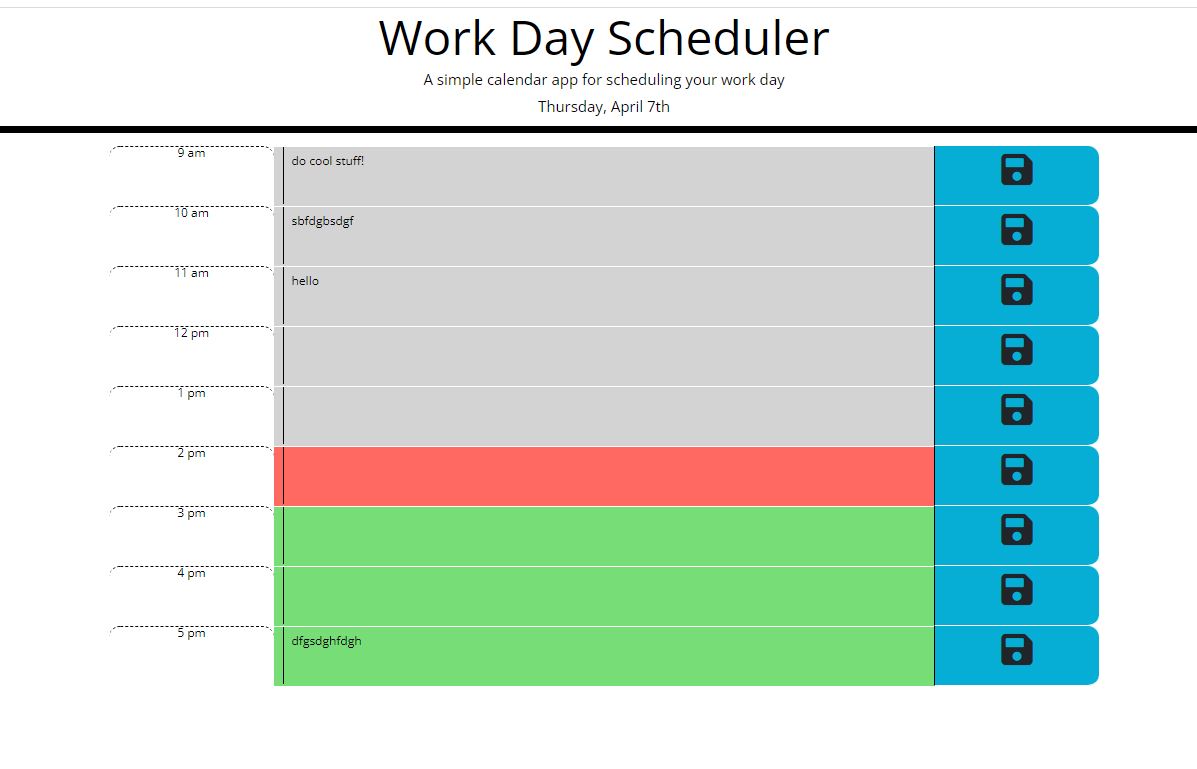 Work Day Scheduler
A simple calendar app for scheduling your work day
Thursday, April 7th
9 am do cool stuff!
10 am sbfdgbsdgf
11 am hello
12 pm
1 pm
2 pm
3 pm
4 pm
5 pm dfgsdghfdgh